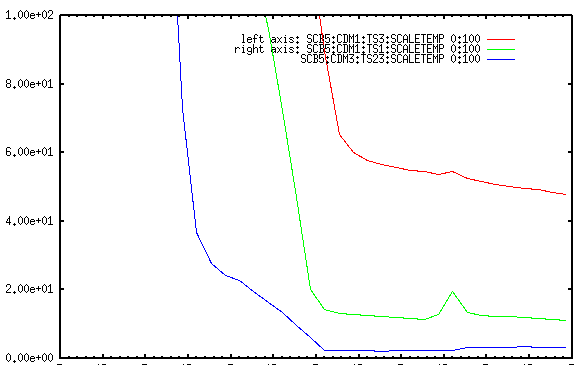 1.00e+02
left axis: SCB5:CDM1:TS3:SCALETEMP 0:100
right axis: SCB5:CDM1:TS1:SCALETEMP 0:100
SCB5:CDM3:TS23:SCALETEMP 0:100
8.00e+01
6.00e+01
4.00e+01
2.00e+01
0.00e+00